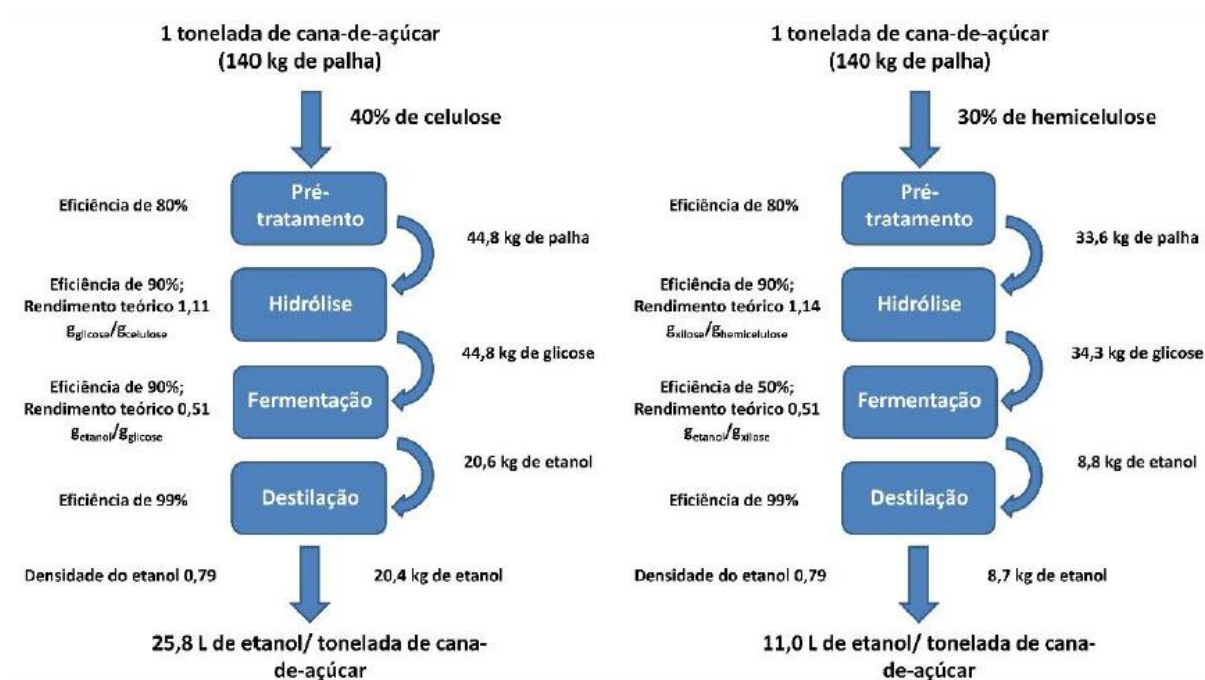 1 tonelada de cana-de-açúcar
(140 kg de palha)
40% de celulose
Eficiência de 80%
Pré-
tratamento
44,8 kg de palha
Eficiência de 90%;
Rendimento teórico 1,11
gglicose/gcelulose
Hidrólise
44,8 kg de glicose
Eficiência de 90%;
Rendimento teórico 0,51
getanol/gglicose
Fermentação
20,6 kg de etanol
Eficiência de 99%
Destilação
Densidade do etanol 0,79
20,4 kg de etanol
25,8 L de etanol/ tonelada de cana-
de-açúcar
1 tonelada de cana-de-açúcar
(140 kg de palha)
30% de hemicelulose
Eficiência de 80%
Pré-
tratamento
33,6 kg de palha
Eficiência de 90%;
Rendimento teórico 1,14
gxilose/ghemicelulose
Hidrólise
34,3 kg de glicose
Eficiência de 50%;
Rendimento teórico 0,51
getanol/gxilose
Fermentação
8,8 kg de etanol
Eficiência de 99%
Destilação
Densidade do etanol 0,79
8,7 kg de etanol
11,0 L de etanol/ tonelada de cana-
de-açúcar